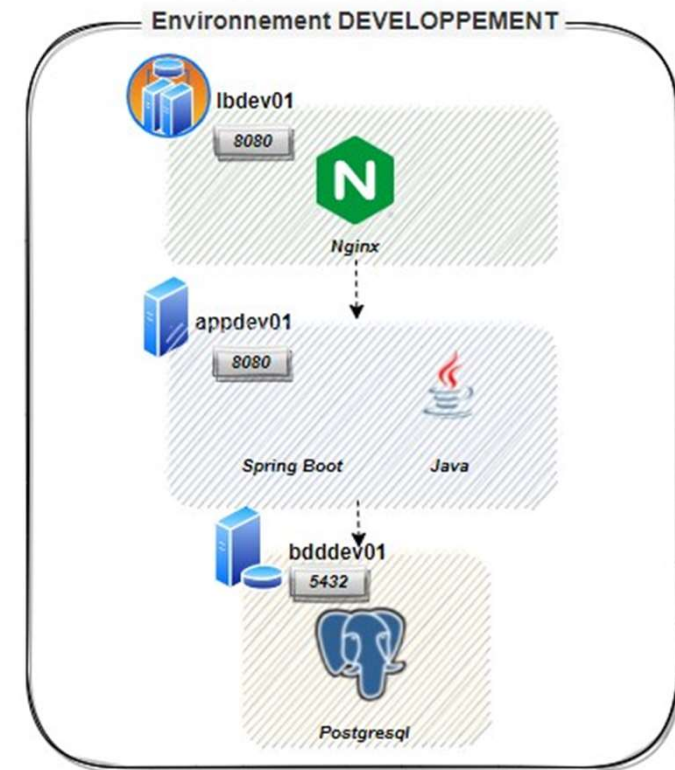 Environnement DEVELOPPEMENT
lbdev01
8080
N
Nginx
appdev01
8080
Spring Boot
Java
bdddev01
5432
Postgresql